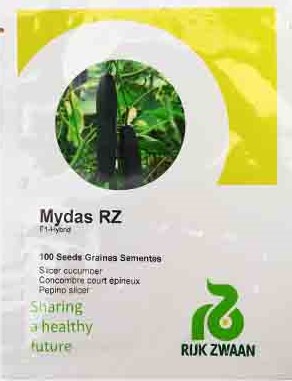 Mydas RZ
F1-Hybrid
100 Seeds Graines Sementes
Slicer cucumber
Concombre court épineux
Pepino slicer
Sharing
a healthy
future
RIJK ZWAAN